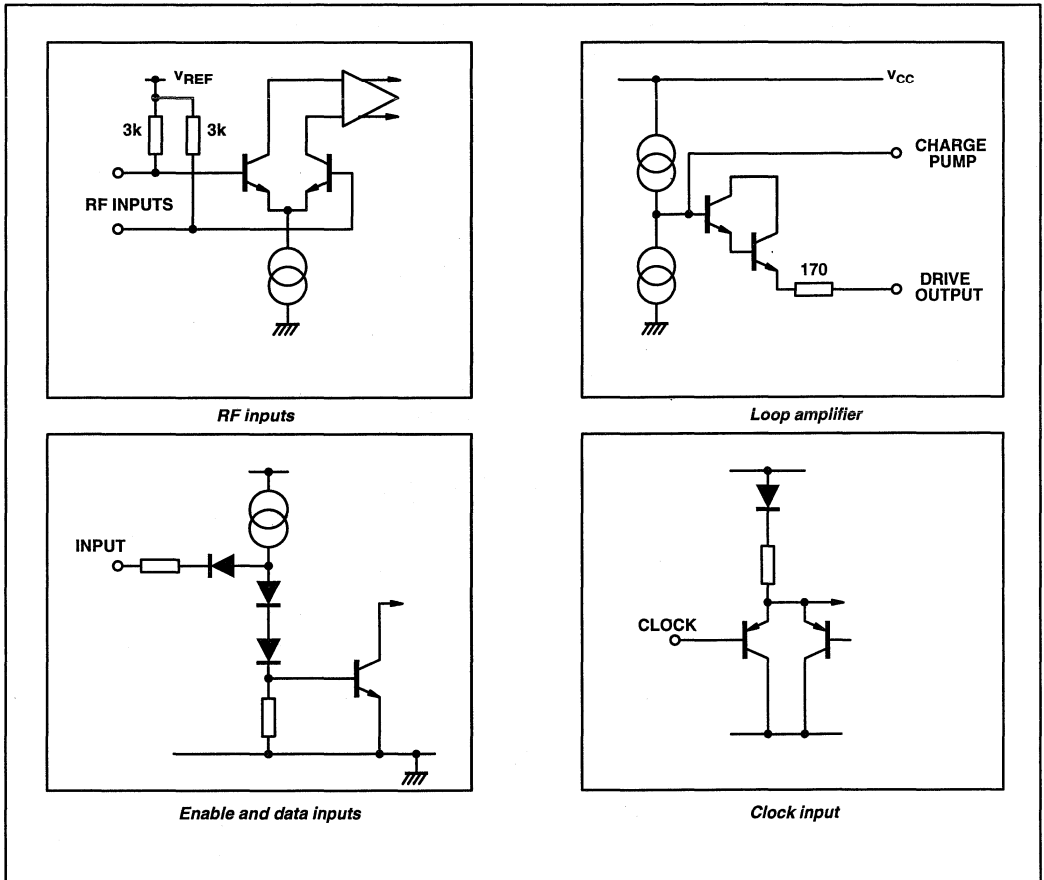 VREF
3k
3k
RF INPUTS
RF inputs
VCC
CHARGE
PUMP
170
DRIVE
OUTPUT
Loop amplifier
INPUT
Enable and data inputs
CLOCK
Clock input